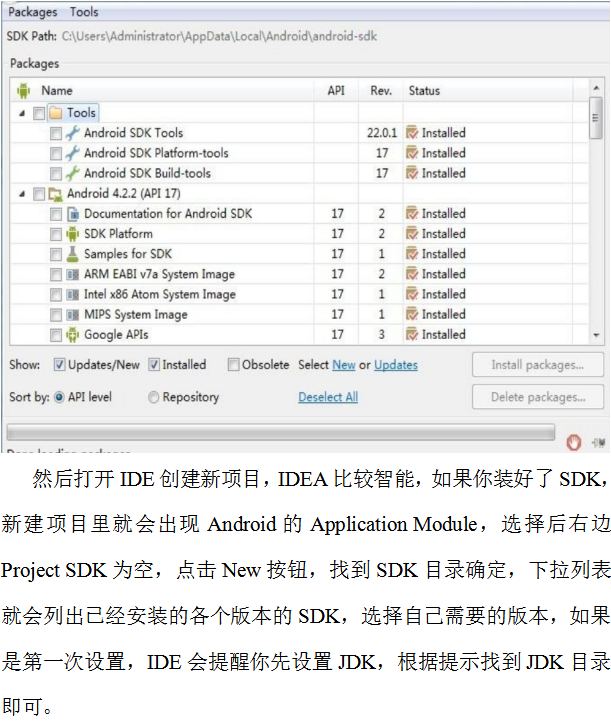 Packages Tools
SDK Path: C:\Users\Administrator\AppData\Local\Android\android-sdk
Packages
Name API Rev. Status
Tools
Android SDK Tools 22.0.1 Installed
Android SDK Platform-tools 17 Installed
Android SDK Build-tools 17 Installed
Android 4.2.2 (API 17)
Documentation for Android SDK 17 2 Installed
SDK Platform 17 2 Installed
Samples for SDK 17 1 Installed
ARM EABI v7a System Image 17 2 Installed
Intel x86 Atom System Image 17 1 Installed
MIPS System Image 17 1 Installed
Google APIs 17 3 Installed
Show: Updates/New Installed Obsolete Select New or Updates Install packages...
Sort by: API level Repository Deselect All Delete packages...
然后打开 IDE 创建新项目，IDEA 比较智能，如果你装好了 SDK，
新建项目里就会出现 Android 的 Application Module，选择后右边
Project SDK 为空，点击 New 按钮，找到 SDK 目录确定，下拉列表
就会列出已经安装的各个版本的 SDK，选择自己需要的版本，如果
是第一次设置，IDE 会提醒你先设置 JDK，根据提示找到 JDK 目录
即可。